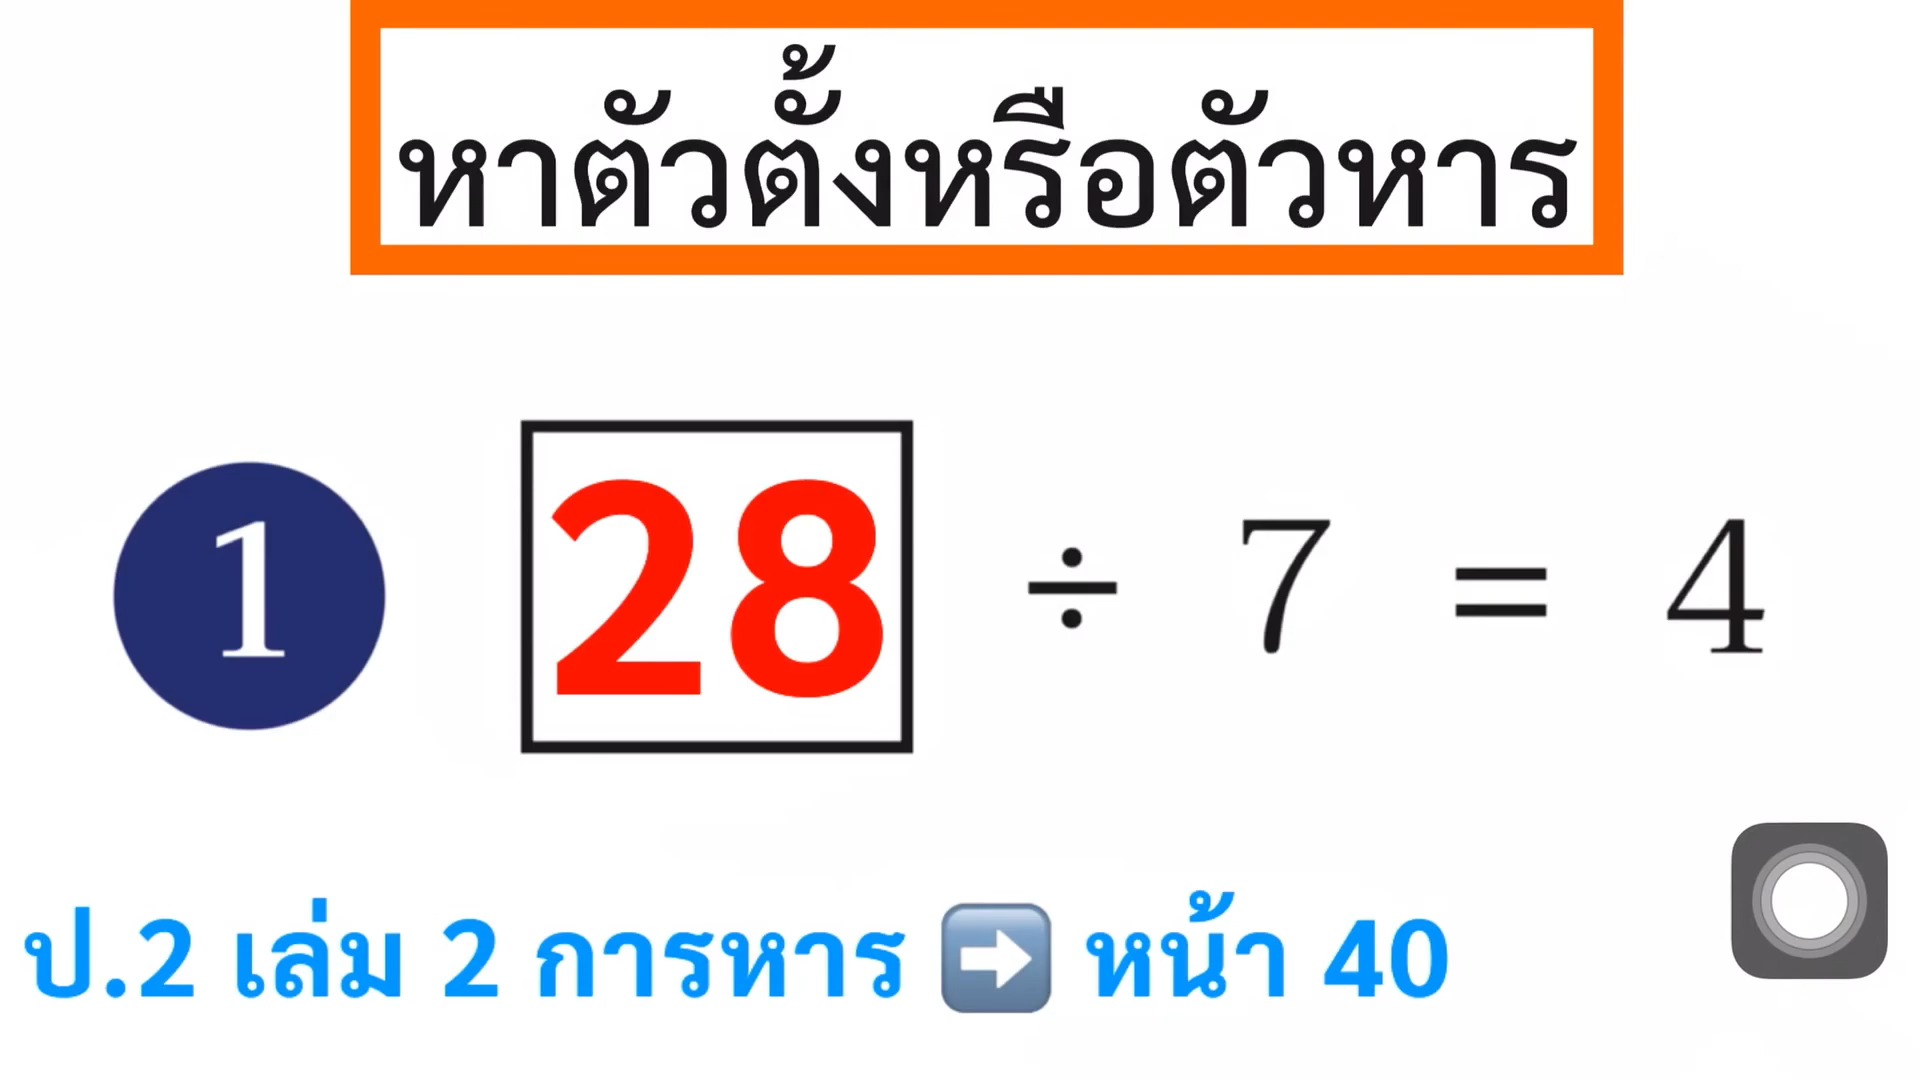 หาตัวตั้งหรือตัวหาร
1 28 ÷ 7 = 4
ป.2 เล่ม 2 การหาร ➡️ หน้า 40